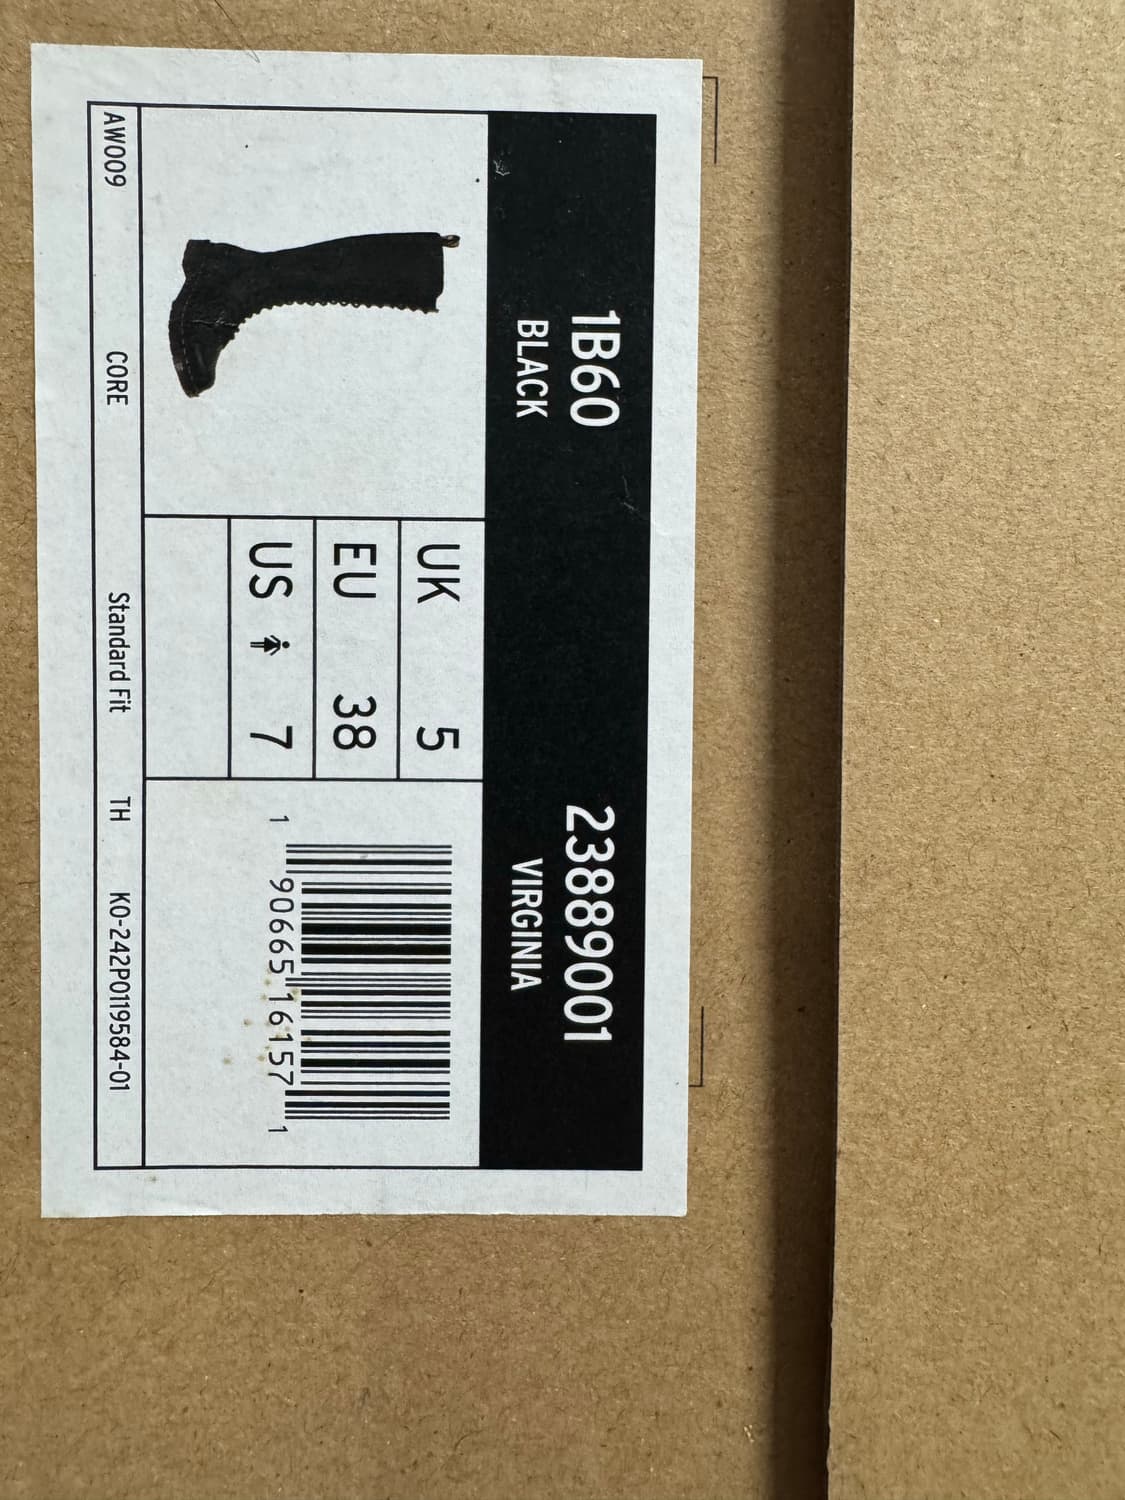 1B60
23889001
BLACK
VIRGINIA
UK 5
EU 38
US 7
1 90665 16157 1
AW009 CORE Standard Fit TH KO-242P0119584-01